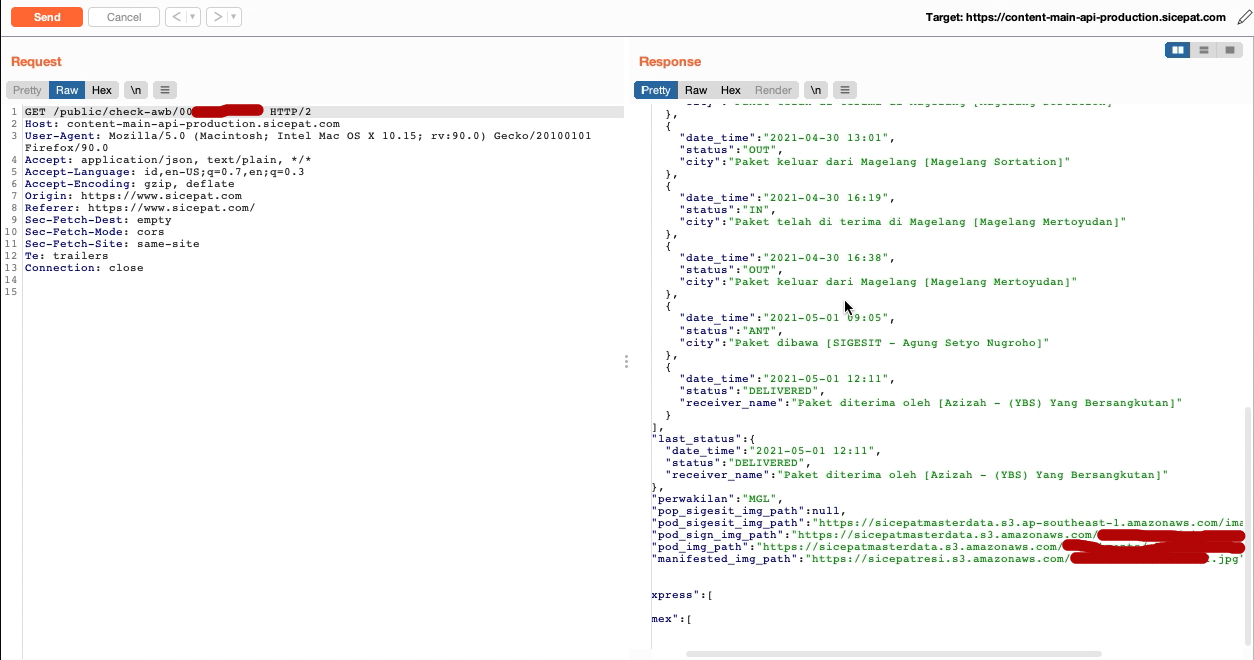 Send
Cancel
< ▼
> ▼
Target: https://content-main-api-production.sicepat.com
Request
Pretty Raw Hex \n
1 GET /public/check-awb/00 HTTP/2
2 Host: content-main-api-production.sicepat.com
3 User-Agent: Mozilla/5.0 (Macintosh; Intel Mac OS X 10.15; rv:90.0) Gecko/20100101
Firefox/90.0
4 Accept: application/json, text/plain, */*
5 Accept-Language: id,en-US;q=0.7,en;q=0.3
6 Accept-Encoding: gzip, deflate
7 Origin: https://www.sicepat.com
8 Referer: https://www.sicepat.com/
9 Sec-Fetch-Dest: empty
10 Sec-Fetch-Mode: cors
11 Sec-Fetch-Site: same-site
12 Te: trailers
13 Connection: close
14
15
Response
Pretty Raw Hex Render \n
},
{
"date_time":"2021-04-30 13:01",
"status":"OUT",
"city":"Paket keluar dari Magelang [Magelang Sortation]"
},
{
"date_time":"2021-04-30 16:19",
"status":"IN",
"city":"Paket telah di terima di Magelang [Magelang Mertoyudan]"
},
{
"date_time":"2021-04-30 16:38",
"status":"OUT",
"city":"Paket keluar dari Magelang [Magelang Mertoyudan]"
},
{
"date_time":"2021-05-01 09:05",
"status":"ANT",
"city":"Paket dibawa [SIGESIT - Agung Setyo Nugroho]"
},
{
"date_time":"2021-05-01 12:11",
"status":"DELIVERED",
"receiver_name":"Paket diterima oleh [Azizah - (YBS) Yang Bersangkutan]"
}
],
"last_status":{
"date_time":"2021-05-01 12:11",
"status":"DELIVERED",
"receiver_name":"Paket diterima oleh [Azizah - (YBS) Yang Bersangkutan]"
},
"perwakilan":"MGL",
"pop_sigesit_img_path":null,
"pod_sigesit_img_path":"https://sicepatmasterdata.s3.ap-southeast-1.amazonaws.com/ima
"pod_sign_img_path":"https://sicepatmasterdata.s3.amazonaws.com/
"pod_img_path":"https://sicepatmasterdata.s3.amazonaws.com/
"manifested_img_path":"https://sicepatresi.s3.amazonaws.com/ .jpg"
xpress":[
mex":[